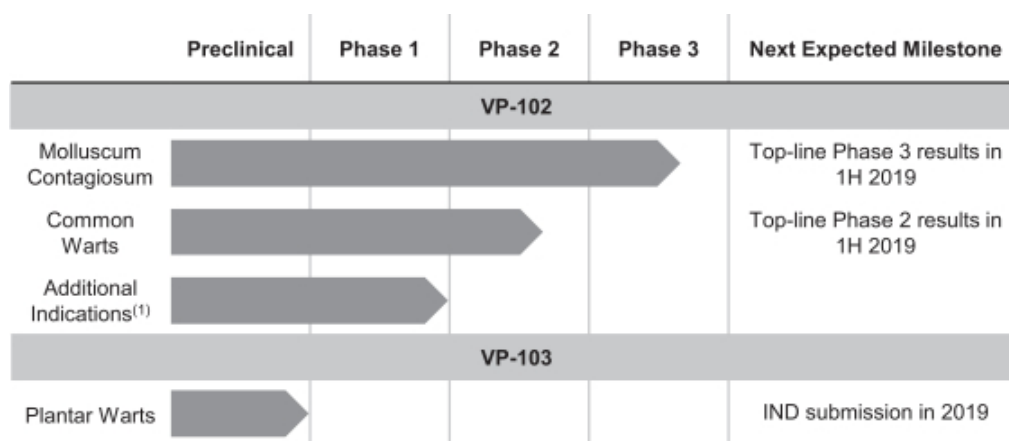 Preclinical Phase 1 Phase 2 Phase 3 Next Expected Milestone
VP-102
Molluscum
Contagiosum
Top-line Phase 3 results in
1H 2019
Common
Warts
Top-line Phase 2 results in
1H 2019
Additional
Indications(1)
VP-103
Plantar Warts
IND submission in 2019